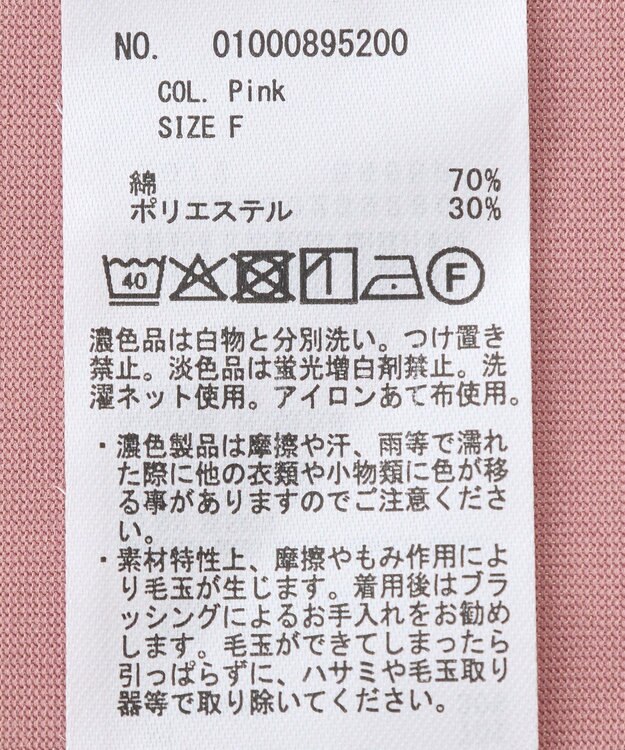 NO. 01000895200
COL. Pink
SIZE F
綿 70%
ポリエステル 30%
40 F
濃色品は白物と分別洗い。つけ置き
禁止。淡色品は蛍光増白剤禁止。洗
濯ネット使用。アイロンあて布使用。
・濃色製品は摩擦や汗、雨等で濡れ
た際に他の衣類や小物類に色が移
る事がありますのでご注意くださ
い。
・素材特性上、摩擦やもみ作用によ
り毛玉が生じます。着用後はブラ
ッシングによるお手入れをお勧め
します。毛玉ができてしまったら
引っぱらずに、ハサミや毛玉取り
器等で取り除いてください。